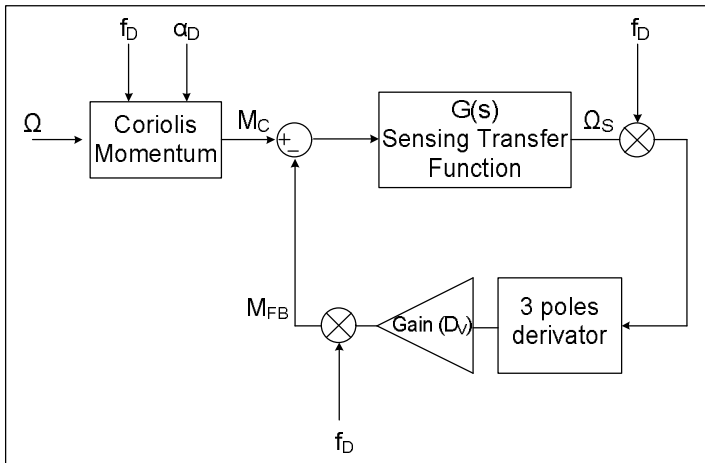 f_D
α_D
f_D
Ω
Coriolis
Momentum
M_C
+
−
G(s)
Sensing Transfer
Function
Ω_S
M_FB
Gain (D_V)
3 poles
derivator
f_D